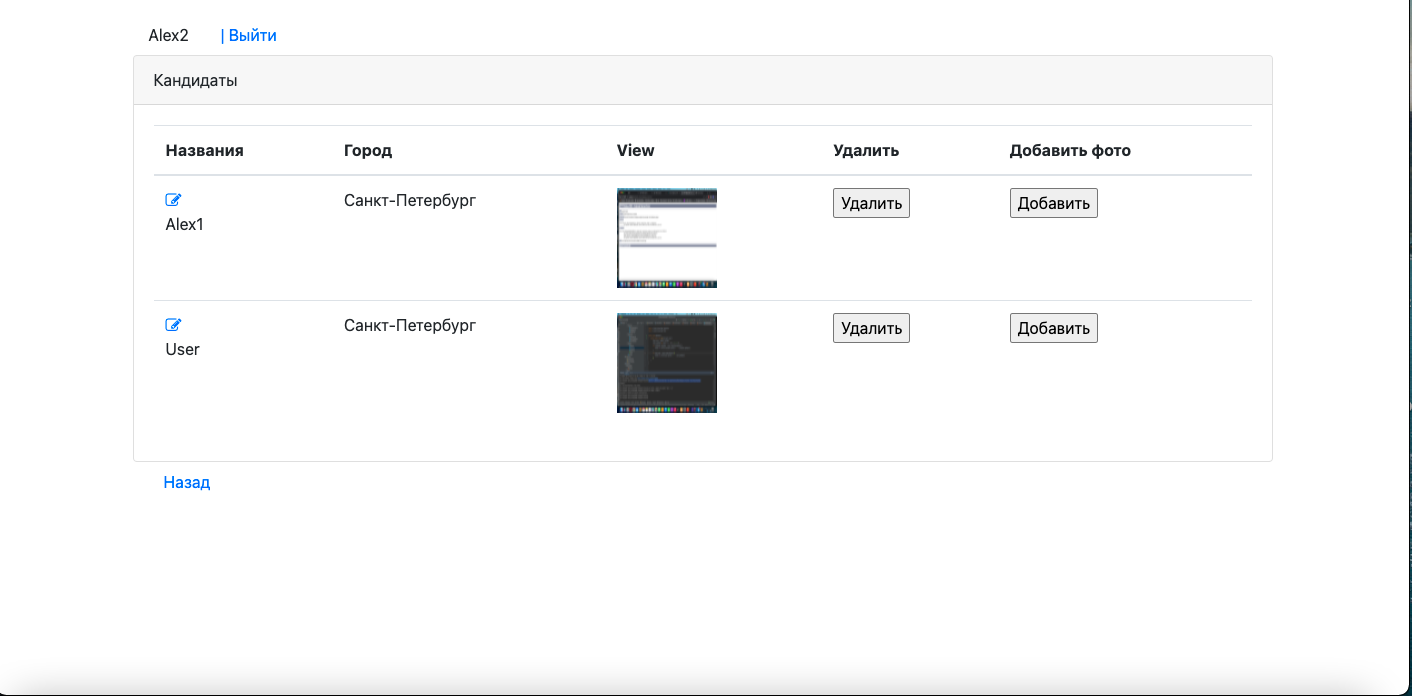 Alex2 | Выйти
Кандидаты
Названия Город View Удалить Добавить фото
Санкт-Петербург Удалить Добавить
Alex1
Санкт-Петербург Удалить Добавить
User
Назад